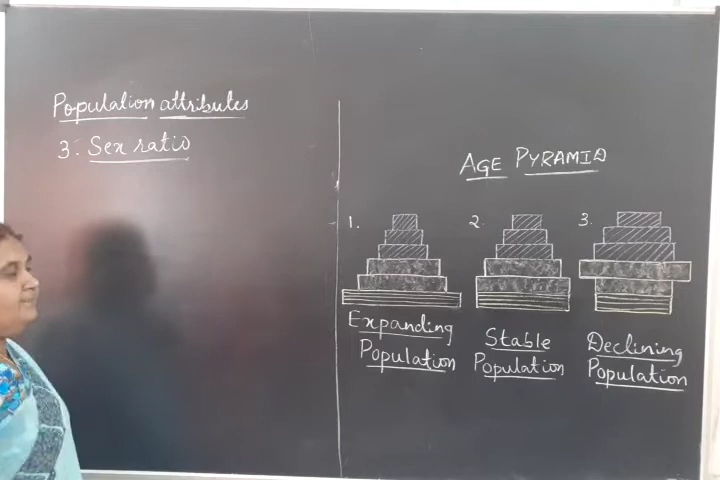 Population attributes
3. Sex ratio
AGE PYRAMID
1.
2.
3.
Expanding
Population
Stable
Population
Declining
Population